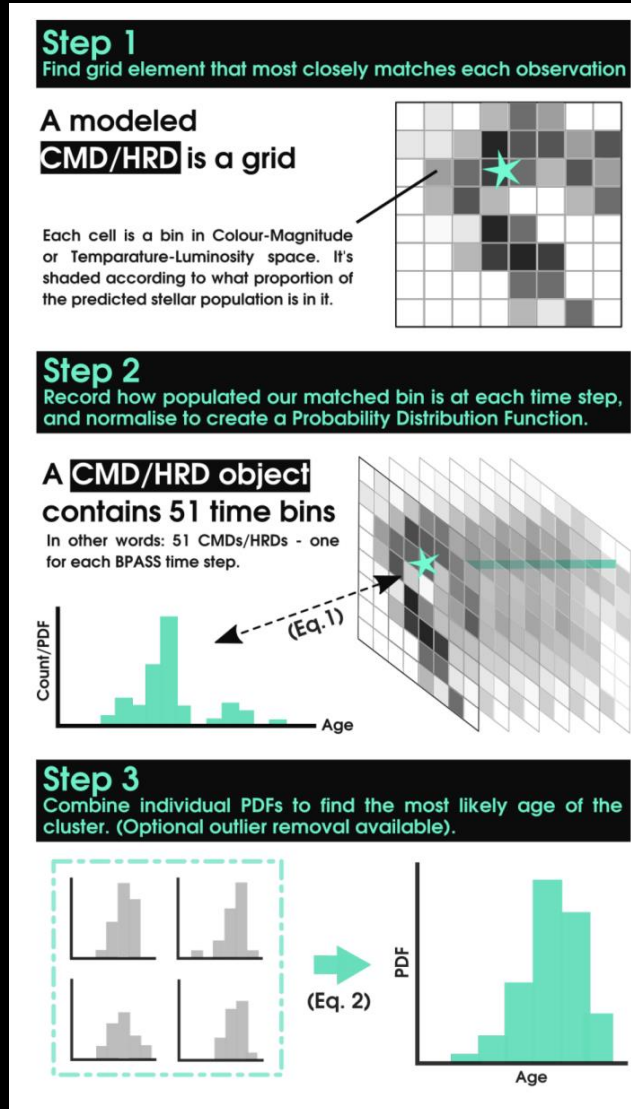 Step 1
Find grid element that most closely matches each observation
A modeled
CMD/HRD is a grid
Each cell is a bin in Colour-Magnitude
or Temparature-Luminosity space. It's
shaded according to what proportion of
the predicted stellar population is in it.
Step 2
Record how populated our matched bin is at each time step,
and normalise to create a Probability Distribution Function.
A CMD/HRD object
contains 51 time bins
In other words: 51 CMDs/HRDs - one
for each BPASS time step.
(Eq.1)
Count/PDF
Age
Step 3
Combine individual PDFs to find the most likely age of the
cluster. (Optional outlier removal available).
(Eq. 2)
PDF
Age